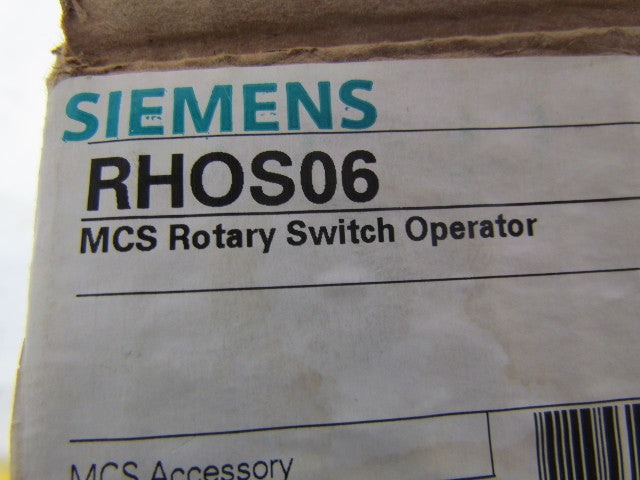 SIEMENS
RHOS06
MCS Rotary Switch Operator
MCS Accessory